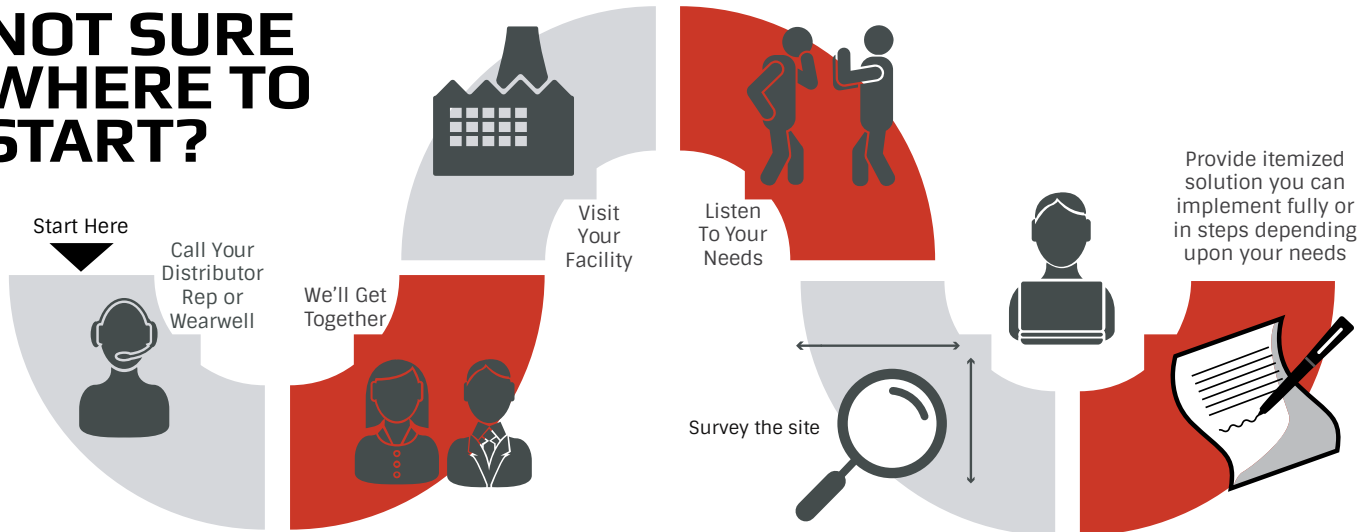 NOT SURE
WHERE TO
START?
Start Here
Call Your
Distributor
Rep or
Wearwell
We'll Get
Together
Visit
Your
Facility
Listen
To Your
Needs
Survey the site
Provide itemized
solution you can
implement fully or
in steps depending
upon your needs